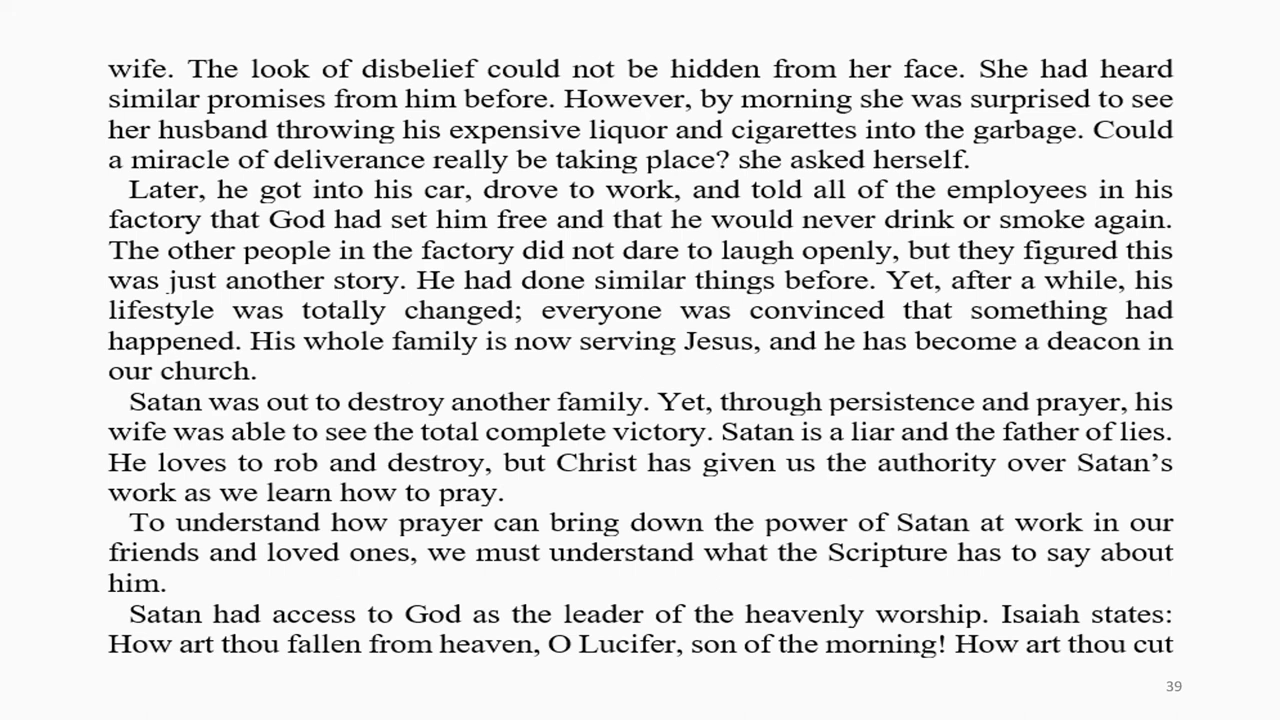 wife. The look of disbelief could not be hidden from her face. She had heard
similar promises from him before. However, by morning she was surprised to see
her husband throwing his expensive liquor and cigarettes into the garbage. Could
a miracle of deliverance really be taking place? she asked herself.
Later, he got into his car, drove to work, and told all of the employees in his
factory that God had set him free and that he would never drink or smoke again.
The other people in the factory did not dare to laugh openly, but they figured this
was just another story. He had done similar things before. Yet, after a while, his
lifestyle was totally changed; everyone was convinced that something had
happened. His whole family is now serving Jesus, and he has become a deacon in
our church.
Satan was out to destroy another family. Yet, through persistence and prayer, his
wife was able to see the total complete victory. Satan is a liar and the father of lies.
He loves to rob and destroy, but Christ has given us the authority over Satan's
work as we learn how to pray.
To understand how prayer can bring down the power of Satan at work in our
friends and loved ones, we must understand what the Scripture has to say about
him.
Satan had access to God as the leader of the heavenly worship. Isaiah states:
How art thou fallen from heaven, O Lucifer, son of the morning! How art thou cut
39